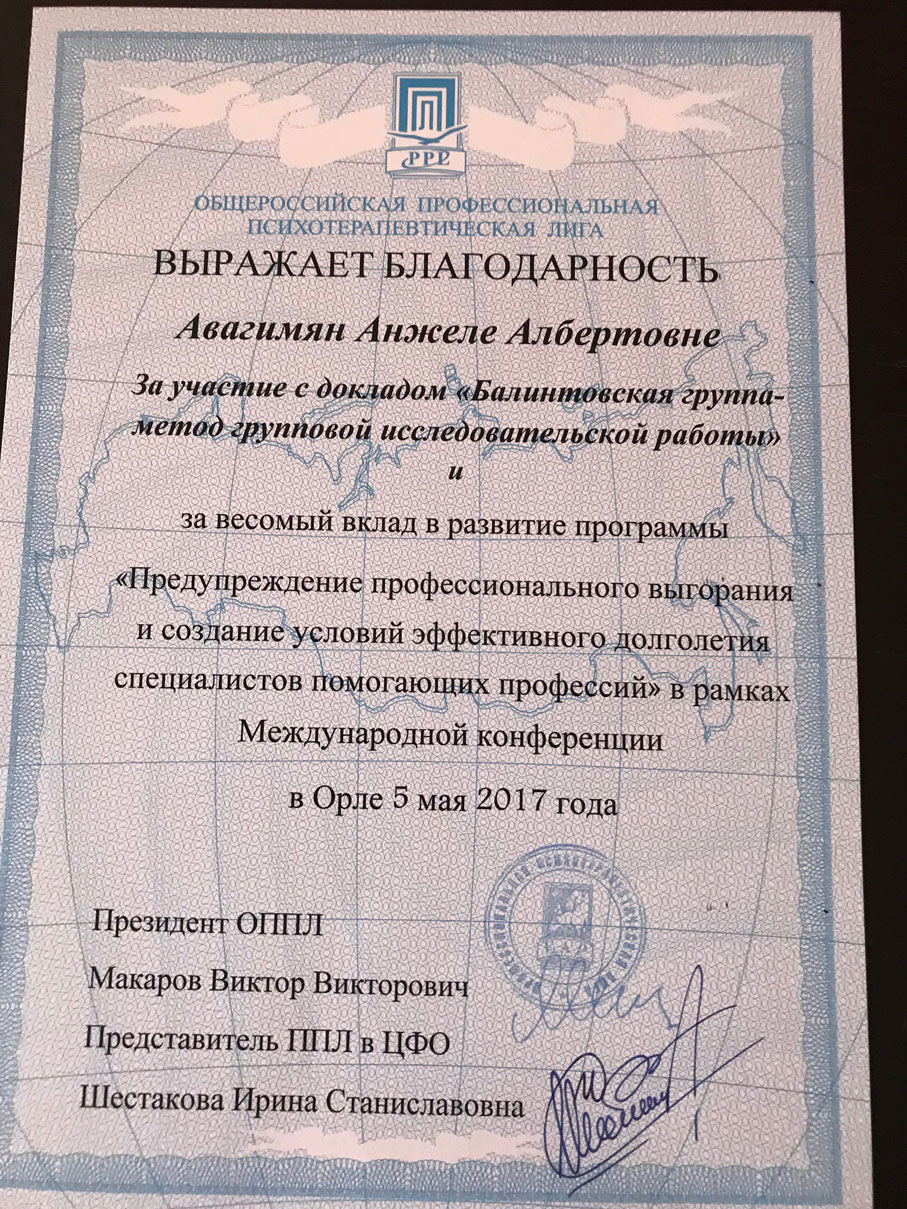 РРЕ
ОБЩЕРОССИЙСКАЯ ПРОФЕССИОНАЛЬНАЯ
ПСИХОТЕРАПЕВТИЧЕСКАЯ ЛИГА
ВЫРАЖАЕТ БЛАГОДАРНОСТЬ
Авагимян Анжеле Албертовне
За участие с докладом «Балинтовская группа-
метод групповой исследовательской работы»
и
за весомый вклад в развитие программы
«Предупреждение профессионального выгорания
и создание условий эффективного долголетия
специалистов помогающих профессий» в рамках
Международной конференции
в Орле 5 мая 2017 года
Президент ОППЛ
Макаров Виктор Викторович
Представитель ППЛ в ЦФО
Шестакова Ирина Станиславовна